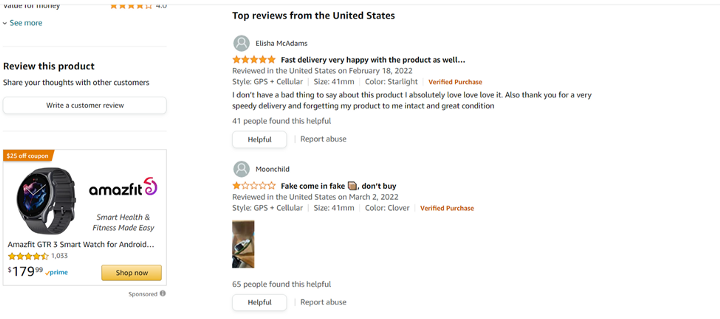 Value for money 4.0
See more
Review this product
Share your thoughts with other customers
Write a customer review
$25 off coupon
amazfit
Smart Health &
Fitness Made Easy
Amazfit GTR 3 Smart Watch for Android...
1,033
$179⁹⁹ prime
Shop now
Sponsored
Top reviews from the United States
Elisha McAdams
Fast delivery very happy with the product as well...
Reviewed in the United States on February 18, 2022
Style: GPS + Cellular | Size: 41mm | Color: Starlight | Verified Purchase
I don't have a bad thing to say about this product I absolutely love love love it. Also thank you for a very
speedy delivery and forgetting my product to me intact and great condition
41 people found this helpful
Helpful | Report abuse
Moonchild
Fake come in fake 📦, don't buy
Reviewed in the United States on March 2, 2022
Style: GPS + Cellular | Size: 41mm | Color: Clover | Verified Purchase
65 people found this helpful
Helpful | Report abuse